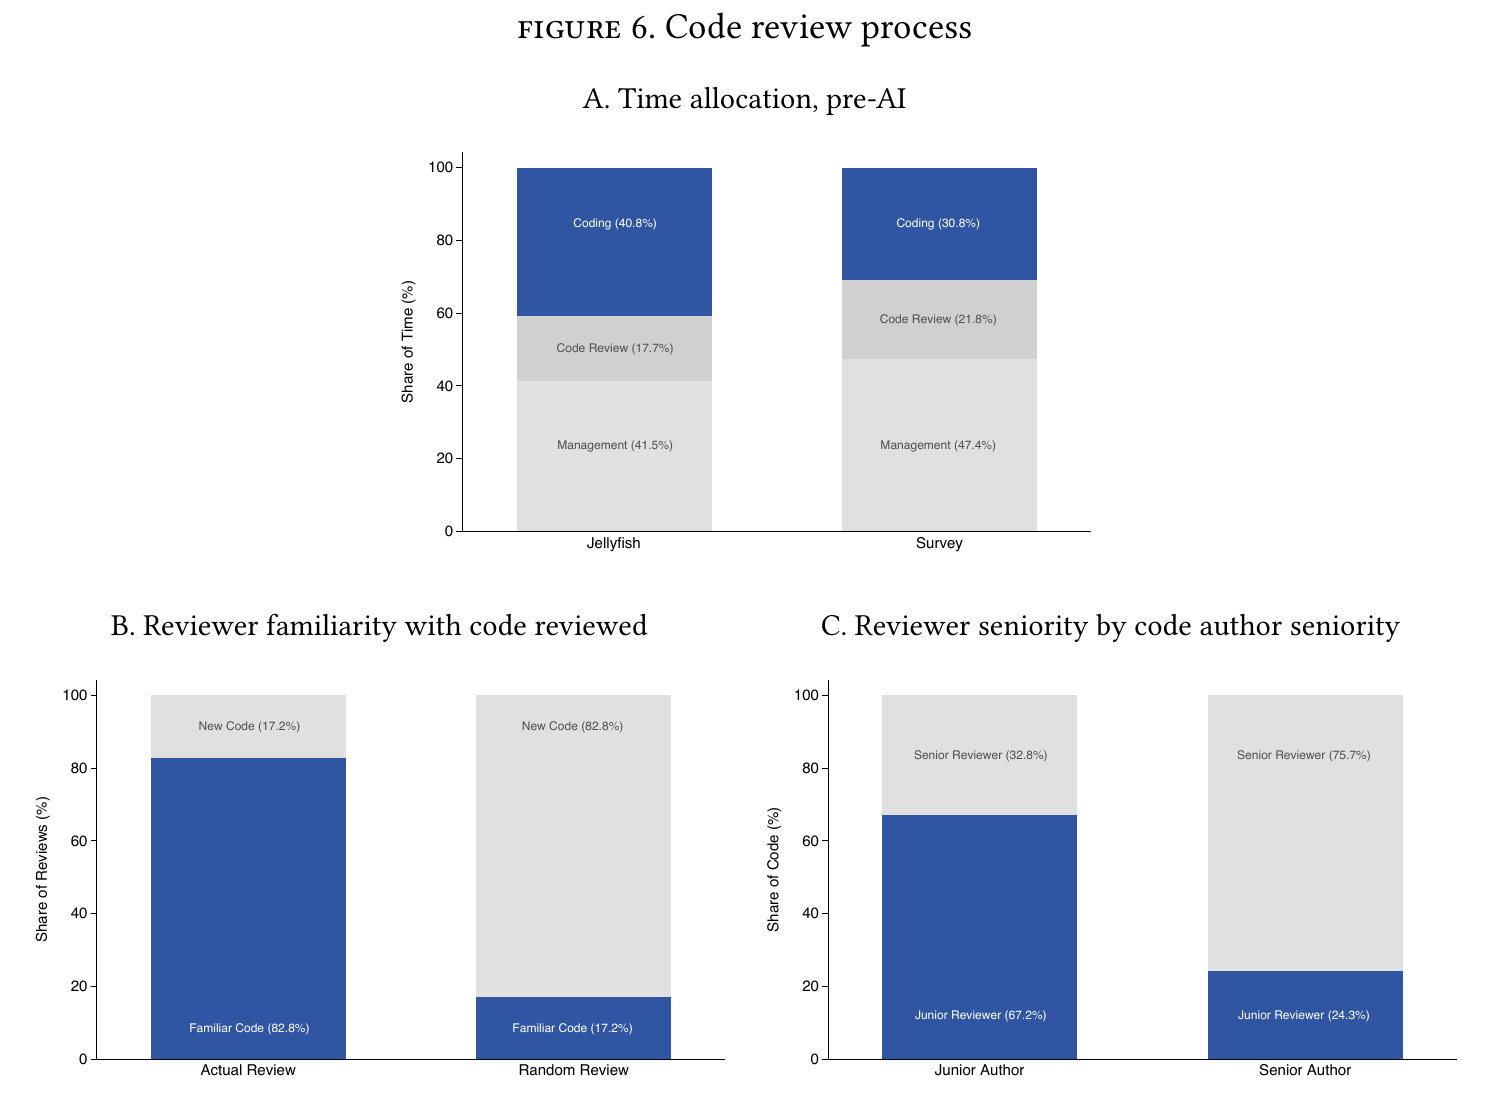 FIGURE 6. Code review process
A. Time allocation, pre-AI
Share of Time (%)
100
80
60
40
20
0
Coding (40.8%)
Code Review (17.7%)
Management (41.5%)
Coding (30.8%)
Code Review (21.8%)
Management (47.4%)
Jellyfish
Survey
B. Reviewer familiarity with code reviewed
Share of Reviews (%)
100
80
60
40
20
0
New Code (17.2%)
Familiar Code (82.8%)
New Code (82.8%)
Familiar Code (17.2%)
Actual Review
Random Review
C. Reviewer seniority by code author seniority
Share of Code (%)
100
80
60
40
20
0
Senior Reviewer (32.8%)
Junior Reviewer (67.2%)
Senior Reviewer (75.7%)
Junior Reviewer (24.3%)
Junior Author
Senior Author